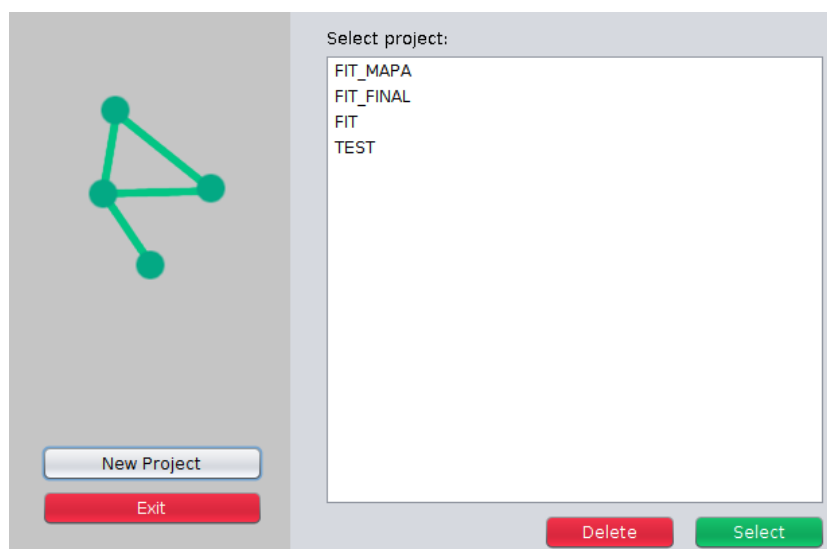 Select project:
FIT_MAPA
FIT_FINAL
FIT
TEST
New Project
Exit
Delete
Select